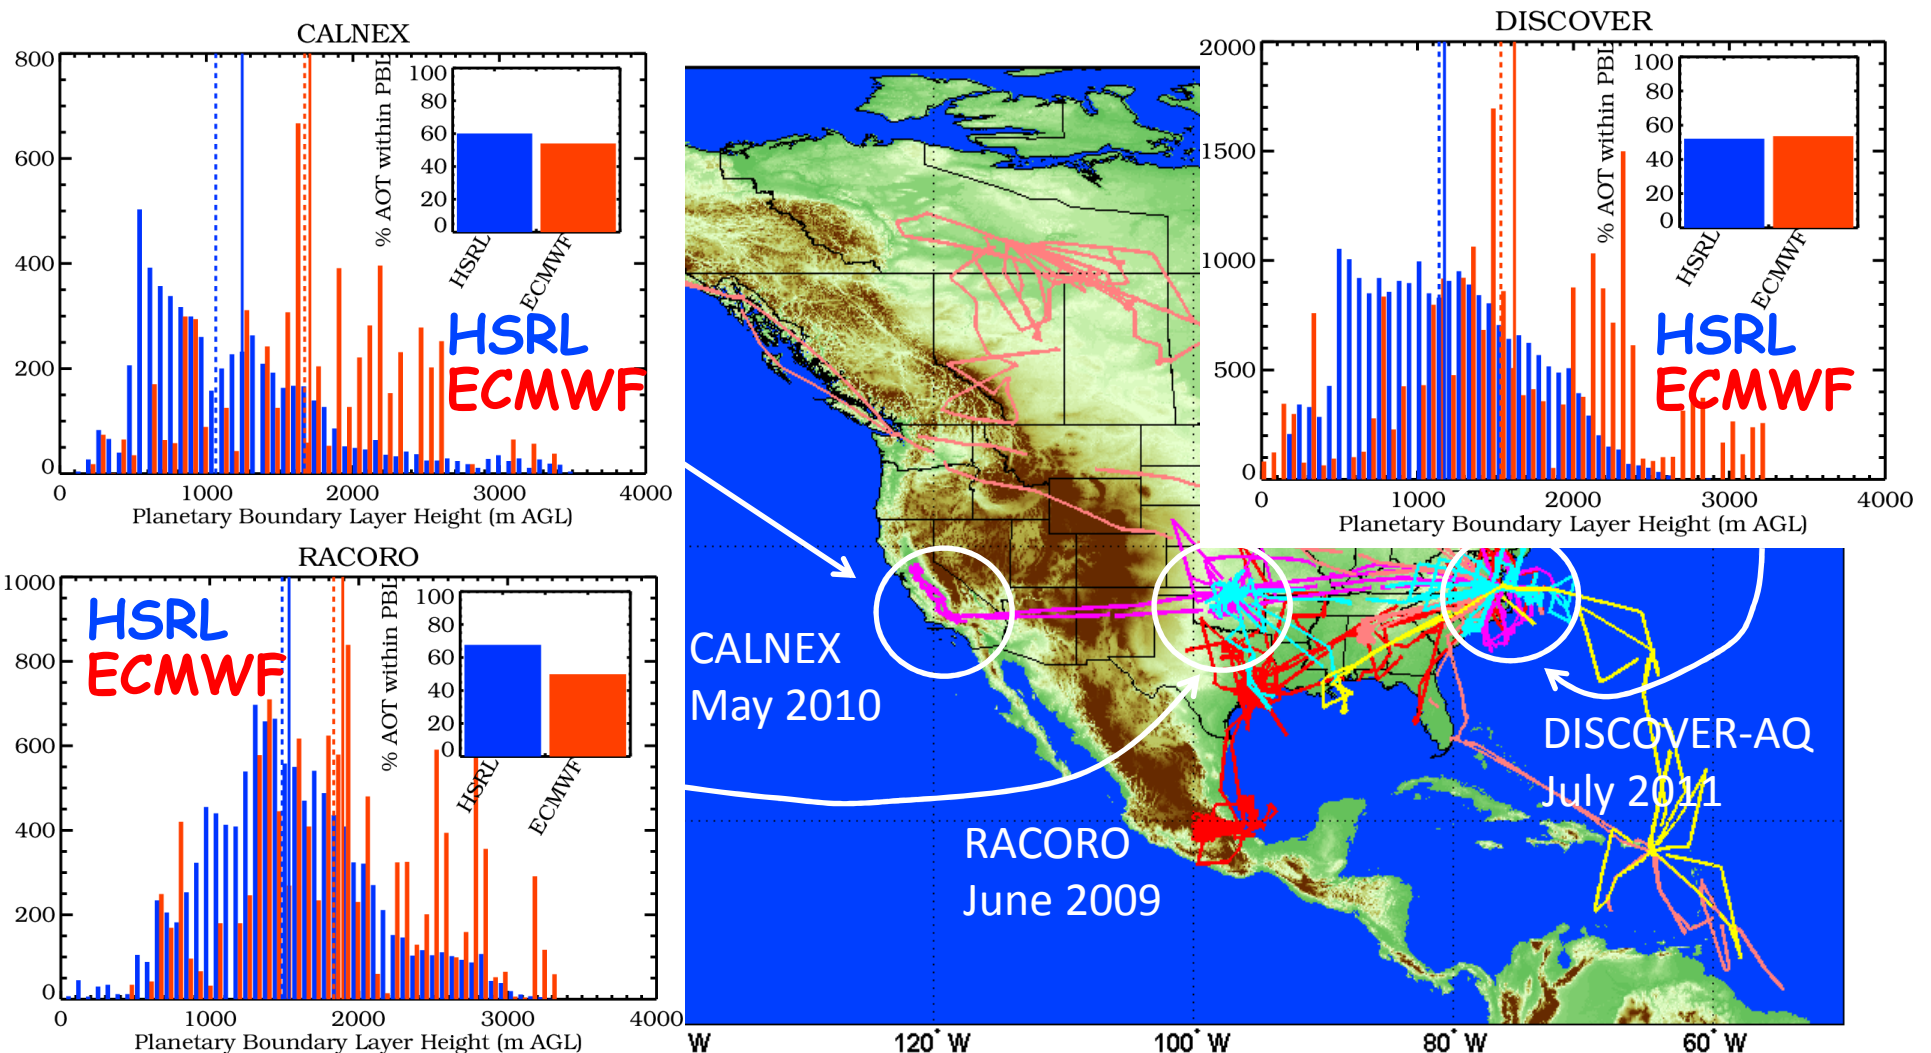 CALNEX
800
600
400
200
0
0 1000 2000 3000 4000
Planetary Boundary Layer Height (m AGL)
% AOT within PBL
100
80
60
40
20
0
HSRL
ECMWF
HSRL
ECMWF
RACORO
1000
800
600
400
200
0
0 1000 2000 3000 4000
Planetary Boundary Layer Height (m AGL)
HSRL
ECMWF
% AOT within PBL
100
80
60
40
20
0
HSRL
ECMWF
DISCOVER
2000
1500
1000
500
0
0 1000 2000 3000 4000
Planetary Boundary Layer Height (m AGL)
% AOT within PBL
100
80
60
40
20
0
HSRL
ECMWF
HSRL
ECMWF
CALNEX
May 2010
RACORO
June 2009
DISCOVER-AQ
July 2011
W 120° W 100° W 80° W 60° W